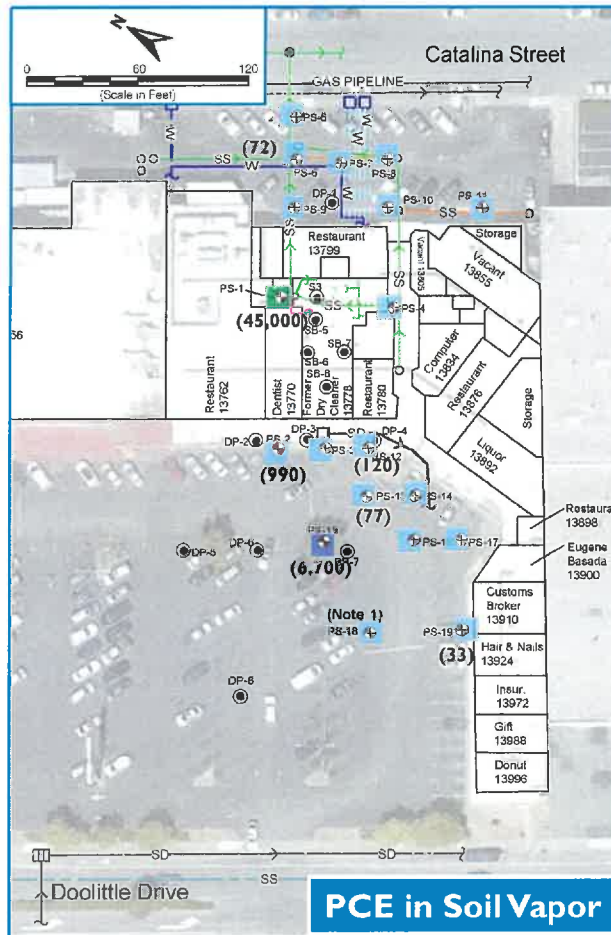 N
0 60 120
(Scale in Feet)
Catalina Street
GAS PIPELINE
W
W
W
(72)
SS
W
PS-6
PS-7
PS-8
DP-1
W
PS-9
PS-10
SS
Restaurant
13799
Storage
Vacant
13855
SS
SS
PS-1
S3
PS-4
(45,000)
SB-5
SB-6
SB-7
SB-8
66
Restaurant
13762
Dentist
13770
Former
Dry
Cleaner
13778
Restaurant
13780
Computer
13834
Restaurant
13876
Storage
Liquor
13892
DP-2
PS-2
DP-3
DP-4
(990)
(120)
PS-14
(77)
13898
Eugene
Basada
13900
DP-5
DP-6
PS-17
(6,700)
Customs
Broker
13910
(Note 1)
PS-18
PS-19
(33)
Hair & Nails
13924
Insur.
13972
Gift
13988
Donut
13996
SD
SD
SS
Doolittle Drive
PCE in Soil Vapor